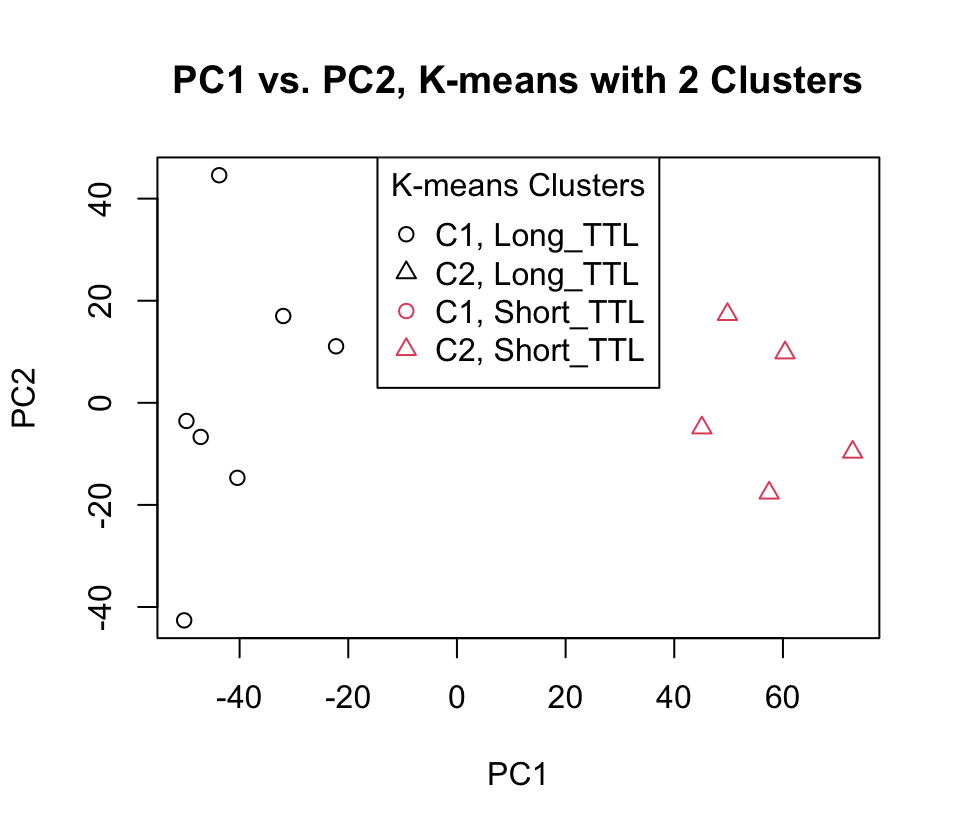 PC1 vs. PC2, K-means with 2 Clusters
K-means Clusters
C1, Long_TTL
C2, Long_TTL
C1, Short_TTL
C2, Short_TTL
40
20
0
-20
-40
PC2
-40 -20 0 20 40 60
PC1